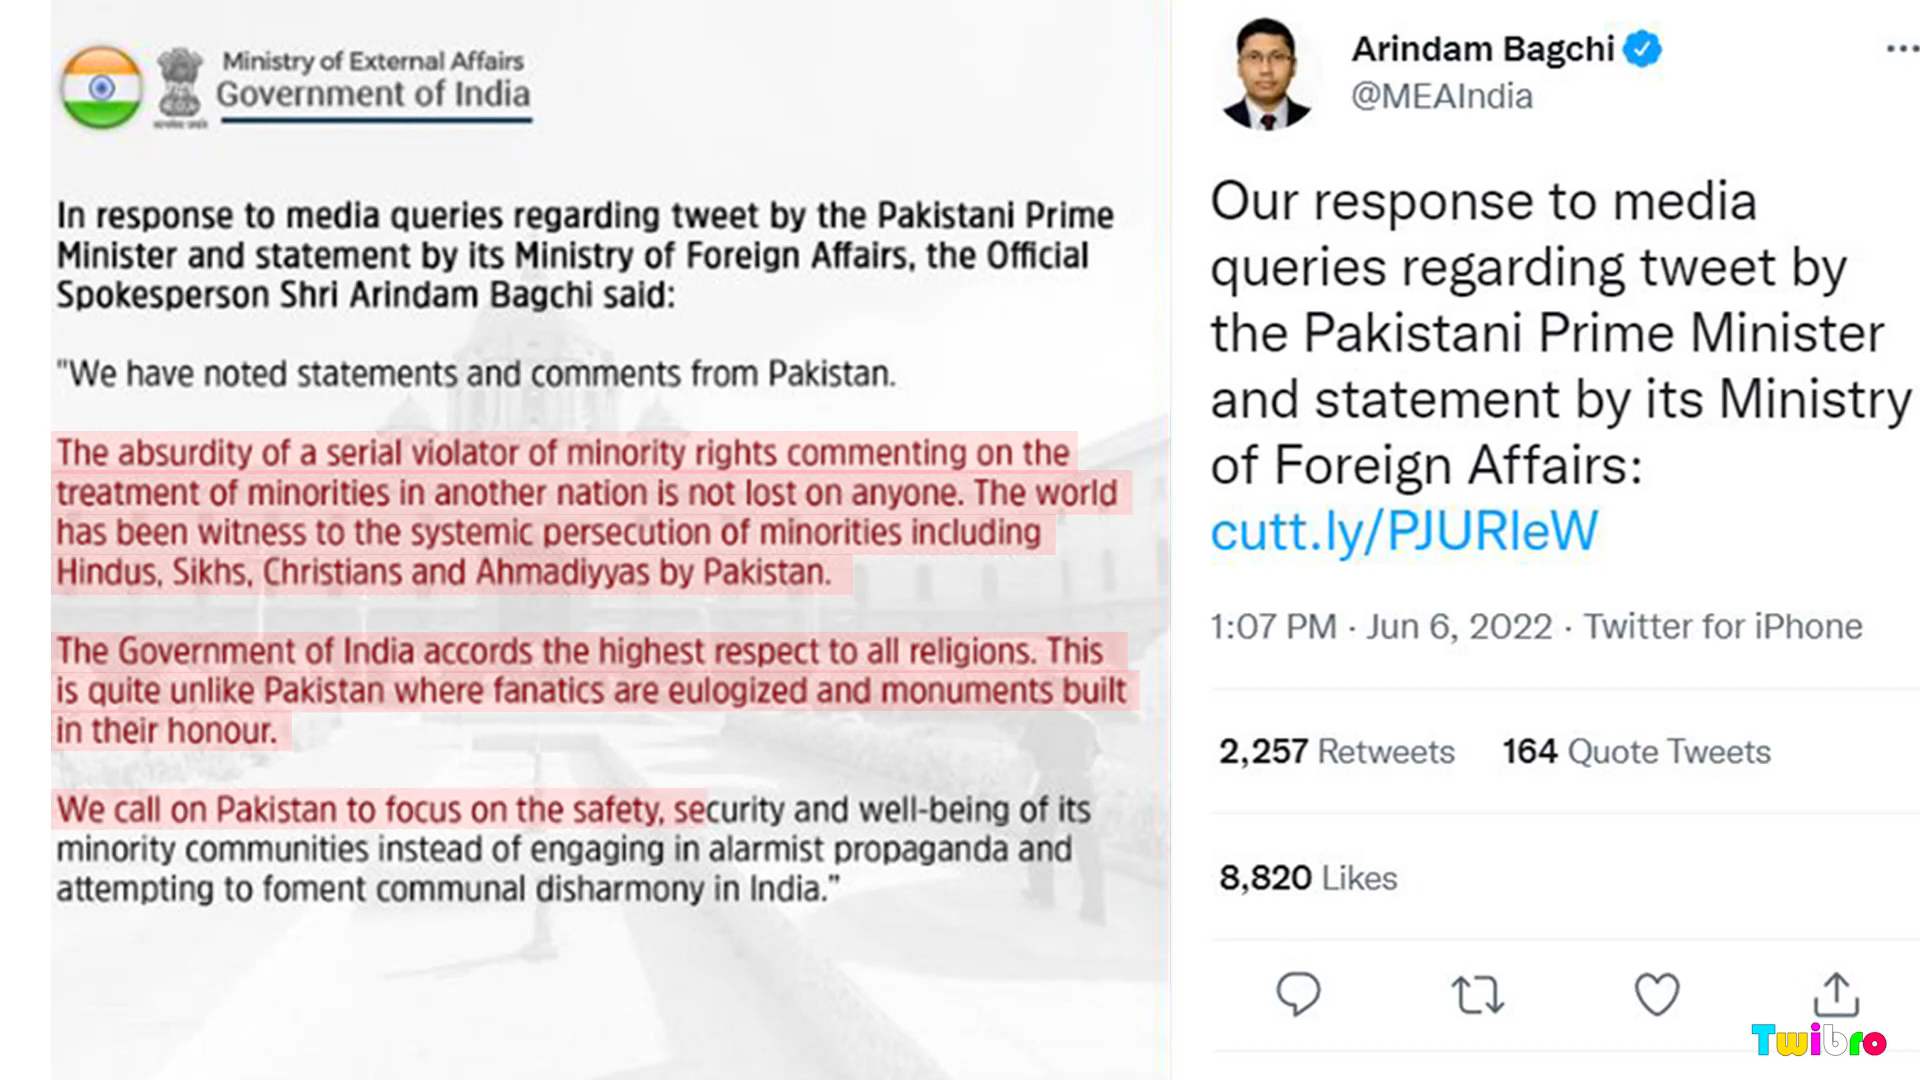 Ministry of External Affairs
Government of India
In response to media queries regarding tweet by the Pakistani Prime
Minister and statement by its Ministry of Foreign Affairs, the Official
Spokesperson Shri Arindam Bagchi said:
"We have noted statements and comments from Pakistan.
The absurdity of a serial violator of minority rights commenting on the
treatment of minorities in another nation is not lost on anyone. The world
has been witness to the systemic persecution of minorities including
Hindus, Sikhs, Christians and Ahmadiyyas by Pakistan.
The Government of India accords the highest respect to all religions. This
is quite unlike Pakistan where fanatics are eulogized and monuments built
in their honour.
We call on Pakistan to focus on the safety, security and well-being of its
minority communities instead of engaging in alarmist propaganda and
attempting to foment communal disharmony in India.”
Arindam Bagchi
@MEAIndia
Our response to media
queries regarding tweet by
the Pakistani Prime Minister
and statement by its Ministry
of Foreign Affairs:
cutt.ly/PJURIeW
1:07 PM · Jun 6, 2022 · Twitter for iPhone
2,257 Retweets 164 Quote Tweets
8,820 Likes
Twibro